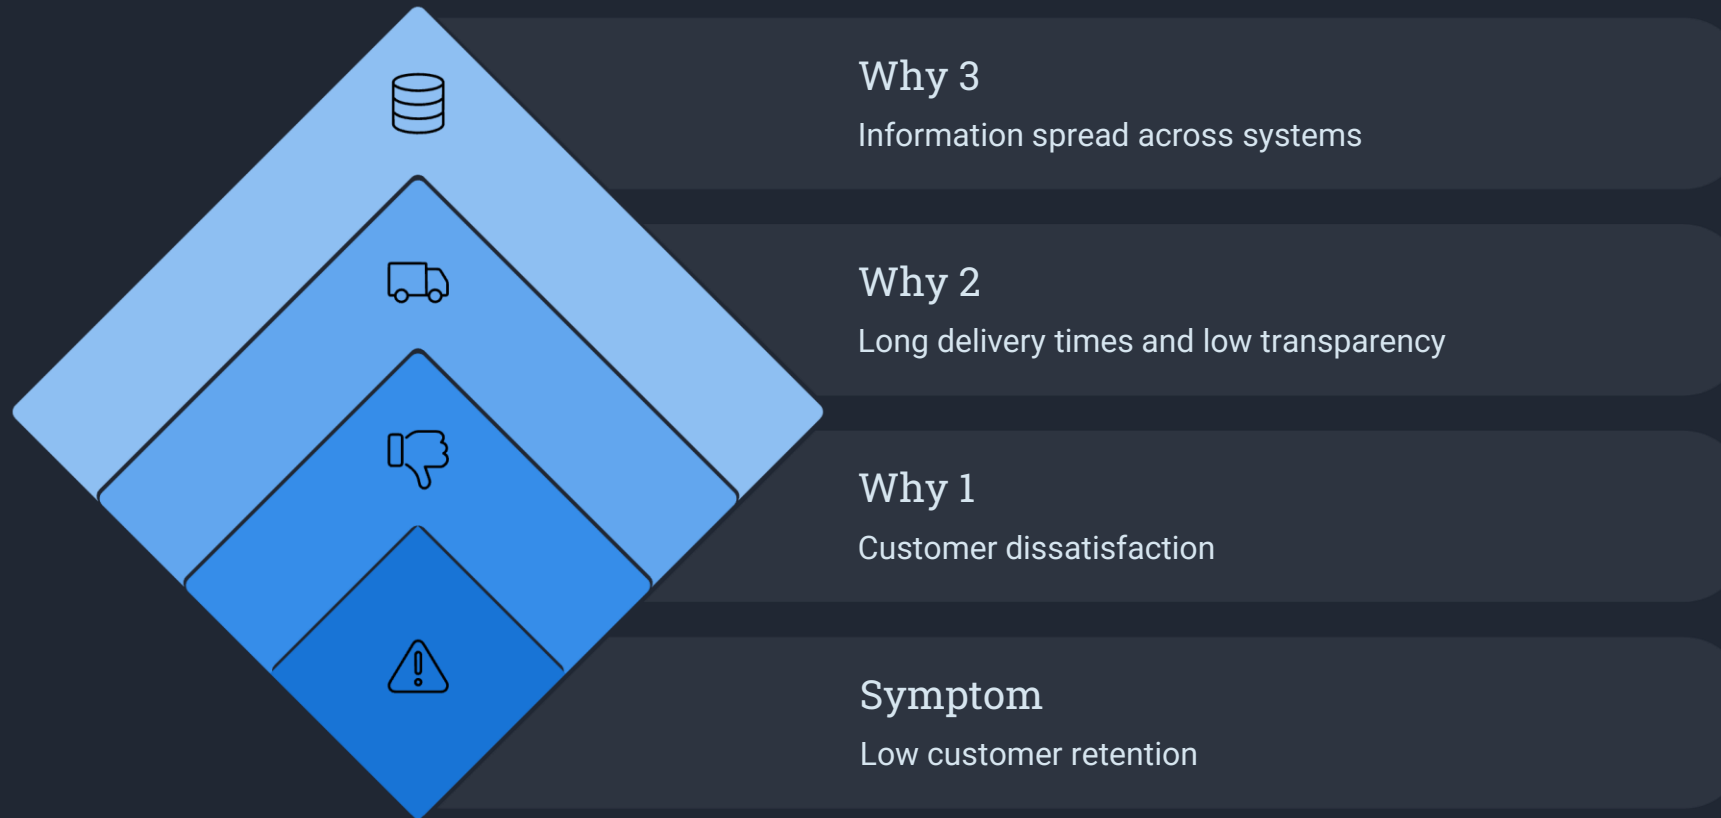 Why 3
Information spread across systems
Why 2
Long delivery times and low transparency
Why 1
Customer dissatisfaction
Symptom
Low customer retention